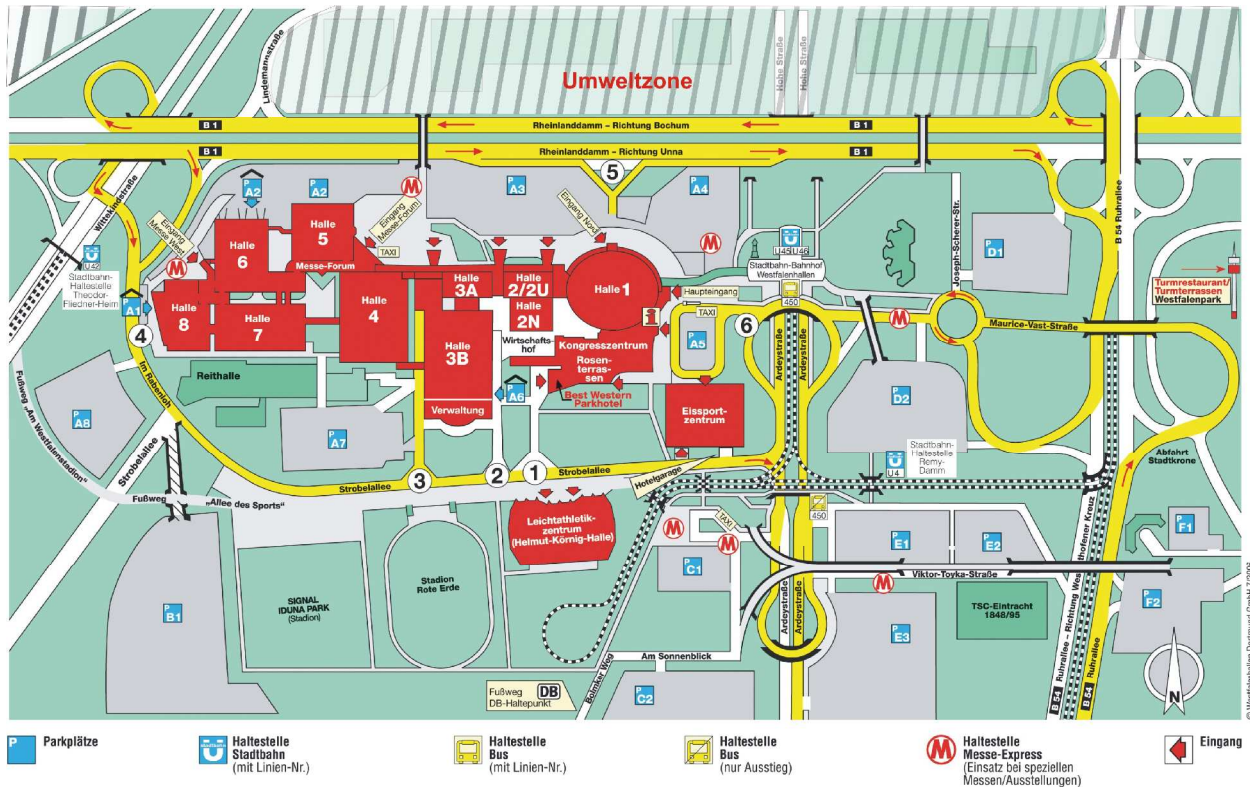 Umweltzone
Lindemannstraße
Hohe Straße
Hohe Straße
B 1
Rheinlanddamm – Richtung Bochum
B 1
B 1
Rheinlanddamm – Richtung Unna
B 1
Wittekindstraße
P
A2
P
A2
M
P
A3
5
P
A4
B 54 Ruhrallee
Eingang
Messe West
Eingang
Messe-Forum
TAXI
Eingang Nord
M
U45
U46
Stadtbahn-Bahnhof
Westfalenhallen
450
Joseph-Scherer-Str.
P
D1
U42
Stadtbahn-
Haltestelle
Theodor-
Fliedner-Heim
M
Halle
6
Halle
5
Messe-Forum
Halle
3A
Halle
2/2U
Halle 1
Haupteingang
Turmrestaurant/
Turmterrassen
Westfalenpark
P
A1
4
Halle
8
Halle
7
Halle
4
Halle
2N
i
TAXI
6
M
Maurice-Vast-Straße
P
A5
Halle
3B
Wirtschafts-
hof
Kongresszentrum
Rosen-
terrassen
Best Western
Parkhotel
Ardeystraße
Ardeystraße
Im Rabenloh
Reithalle
P
A6
Verwaltung
Eissport-
zentrum
P
D2
Fußweg „Am Westfalenstadion“
P
A8
P
A7
Strobelallee
Stadtbahn-
Haltestelle
Remy-
Damm
U4
Abfahrt
Stadtkrone
Strobelallee
3
2
1
Strobelallee
Hotelgarage
Fußweg
„Allee des Sports“
450
Leichtathletik-
zentrum
(Helmut-Körnig-Halle)
M
TAXI
M
P
E1
P
E2
P
F1
P
C1
M
Viktor-Toyka-Straße
SIGNAL
IDUNA PARK
(Stadion)
Stadion
Rote Erde
P
B1
TSC-Eintracht
1848/95
P
F2
Ardeystraße
Ardeystraße
P
E3
Am Sonnenblick
Bolmker Weg
P
C2
Fußweg
DB-Haltepunkt
DB
B 54
Ruhrallee
B 54
Ruhrallee
N
P
Parkplätze
Haltestelle
Stadtbahn
(mit Linien-Nr.)
Haltestelle
Bus
(mit Linien-Nr.)
Haltestelle
Bus
(nur Ausstieg)
M
Haltestelle
Messe-Express
(Einsatz bei speziellen
Messen/Ausstellungen)
Eingang